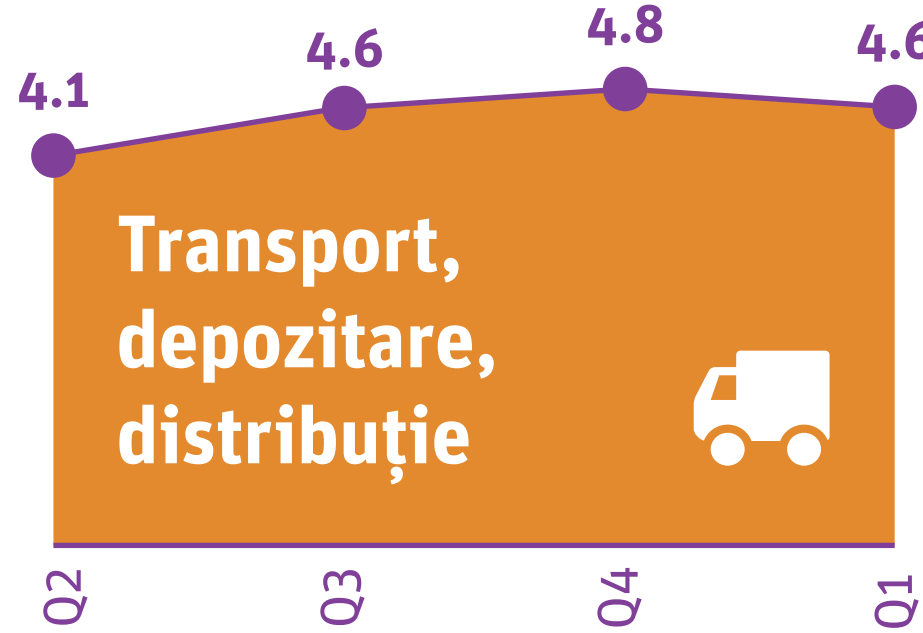 4.1
4.6
4.8
4.6
Transport,
depozitare,
distribuție
Q2
Q3
Q4
Q1